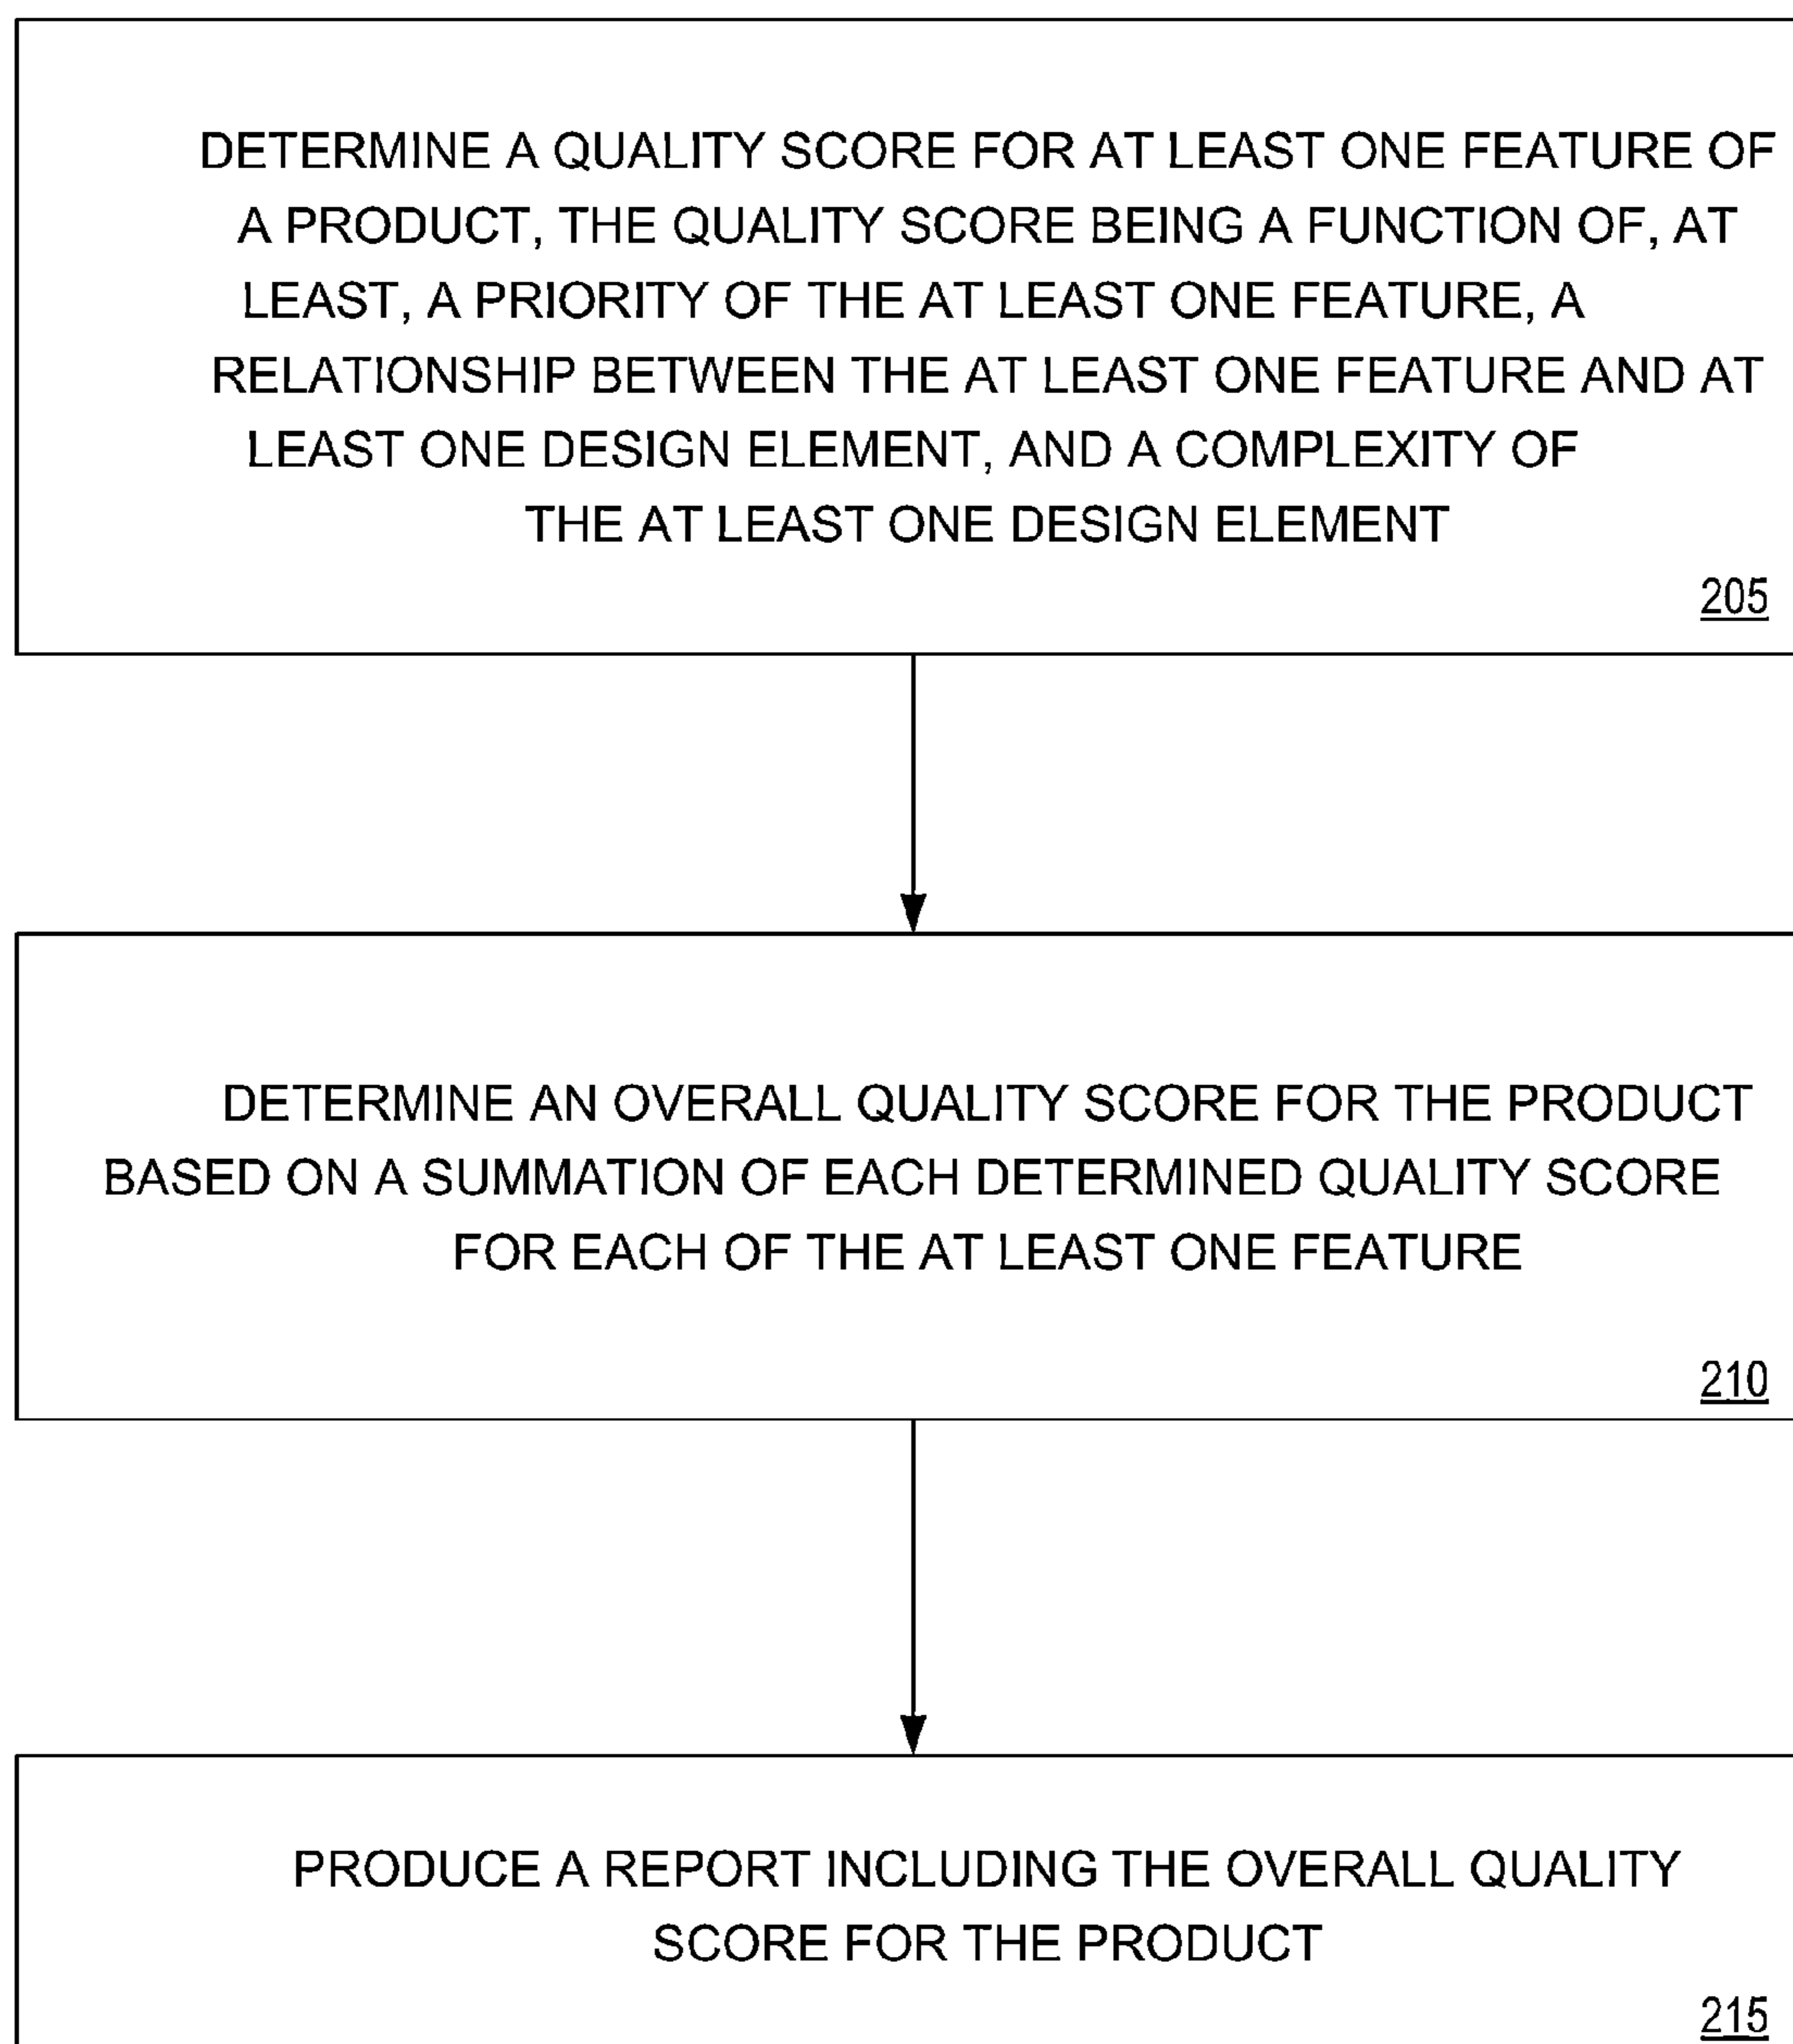 DETERMINE A QUALITY SCORE FOR AT LEAST ONE FEATURE OF
A PRODUCT, THE QUALITY SCORE BEING A FUNCTION OF, AT
LEAST, A PRIORITY OF THE AT LEAST ONE FEATURE, A
RELATIONSHIP BETWEEN THE AT LEAST ONE FEATURE AND AT
LEAST ONE DESIGN ELEMENT, AND A COMPLEXITY OF
THE AT LEAST ONE DESIGN ELEMENT
205
DETERMINE AN OVERALL QUALITY SCORE FOR THE PRODUCT
BASED ON A SUMMATION OF EACH DETERMINED QUALITY SCORE
FOR EACH OF THE AT LEAST ONE FEATURE
210
PRODUCE A REPORT INCLUDING THE OVERALL QUALITY
SCORE FOR THE PRODUCT
215